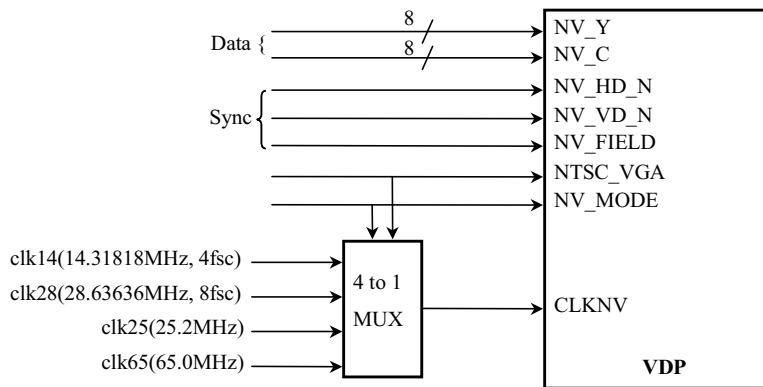 8
NV_Y
Data {
8
NV_C
NV_HD_N
Sync
NV_VD_N
NV_FIELD
NTSC_VGA
NV_MODE
clk14(14.31818MHz, 4fsc)
clk28(28.63636MHz, 8fsc)
clk25(25.2MHz)
clk65(65.0MHz)
4 to 1
MUX
CLKNV
VDP